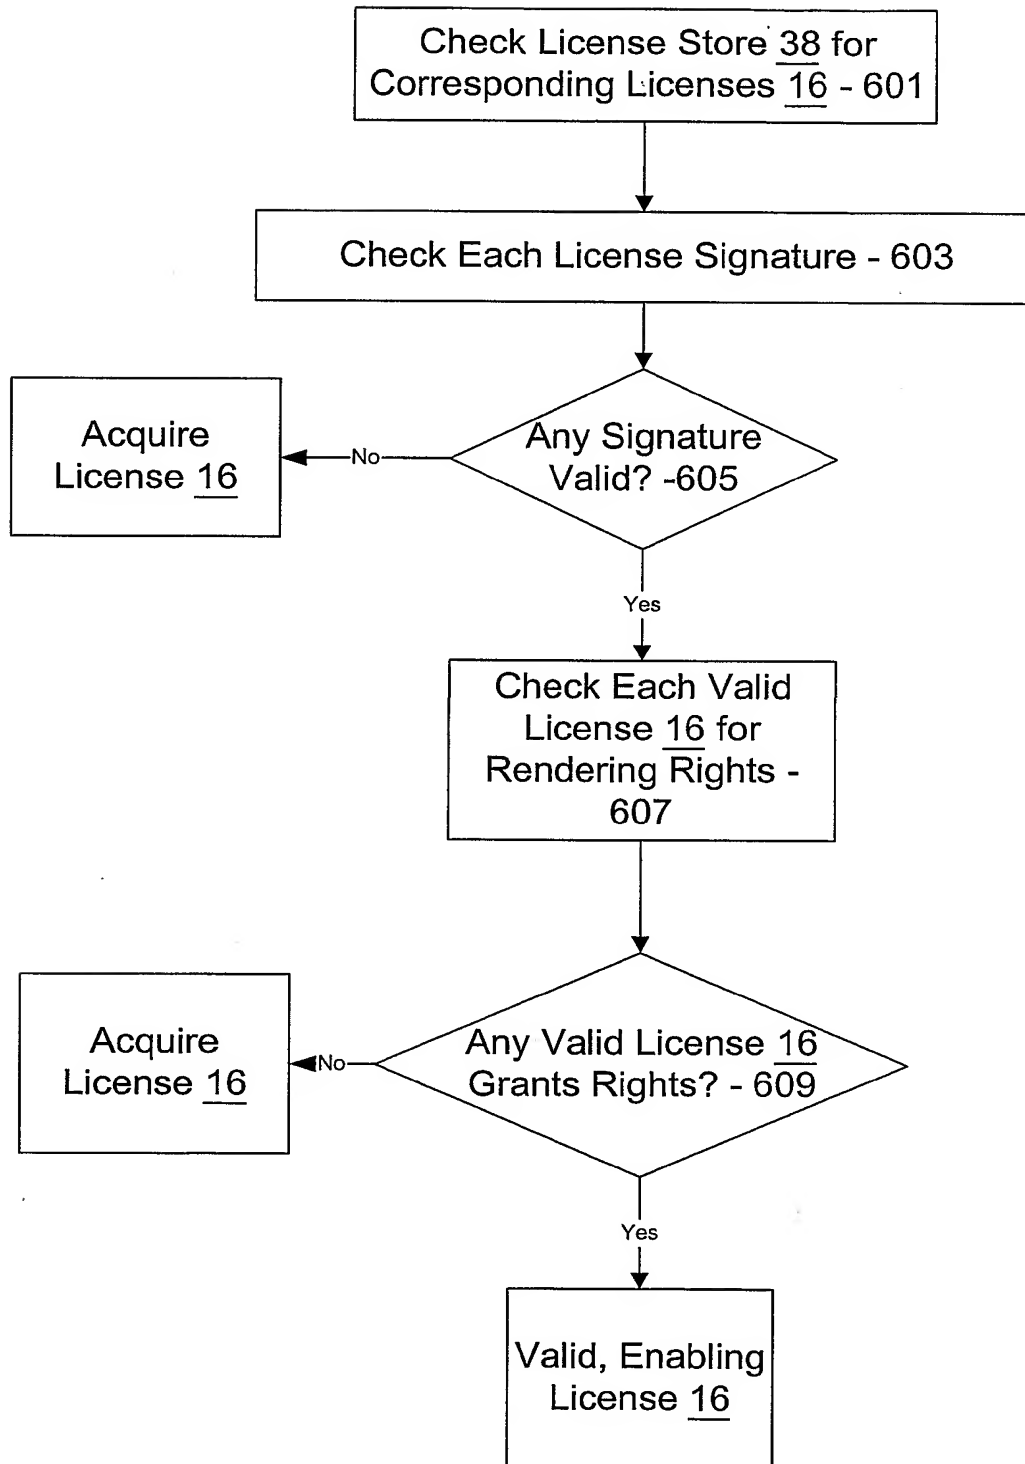 Check License Store 38 for
Corresponding Licenses 16 - 601
Check Each License Signature - 603
Any Signature
Valid? -605
No
Acquire
License 16
Yes
Check Each Valid
License 16 for
Rendering Rights -
607
Any Valid License 16
Grants Rights? - 609
No
Acquire
License 16
Yes
Valid, Enabling
License 16